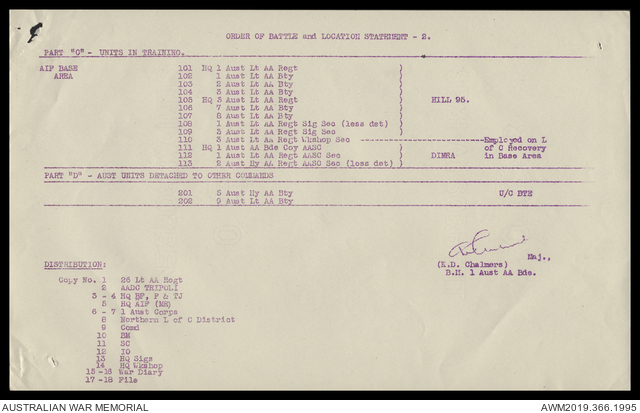 ORDER OF BATTLE and LOCATION STATEMENT - 2.
PART "C" - UNITS IN TRAINING.
AIF BASE AREA
101 HQ 1 Aust Lt AA Regt
102 1 Aust Lt AA Bty
103 2 Aust Lt AA Bty
104 3 Aust Lt AA Bty
105 HQ 3 Aust Lt AA Regt
106 7 Aust Lt AA Bty
107 8 Aust Lt AA Bty
108 1 Aust Lt AA Regt Sig Sec (less det)
109 3 Aust Lt AA Regt Sig Sec
HILL 95.
110 3 Aust Lt AA Regt Wkshop Sec ---------- Employed on L of C Recovery in Base Area
111 HQ 1 Aust AA Bde Coy AASC
112 1 Aust Lt AA Regt AASC Sec
113 2 Aust Hy AA Regt AASC Sec (less det)
DIMRA
PART "D" - AUST UNITS DETACHED TO OTHER COMMANDS
201 5 Aust Hy AA Bty U/C BTE
202 9 Aust Lt AA Bty
Maj.,
(K.D. Chalmers)
B.M. 1 Aust AA Bde.
DISTRIBUTION:
Copy No. 1 26 Lt AA Regt
2 AADC TRIPOLI
3 - 4 HQ BF, P & TJ
5 HQ AIF (ME)
6 - 7 1 Aust Corps
8 Northern L of C District
9 Comd
10 BM
11 SC
12 IO
13 HQ Sigs
14 HQ Wkshop
15-16 War Diary
17-18 File
AUSTRALIAN WAR MEMORIAL
AWM2019.366.1995